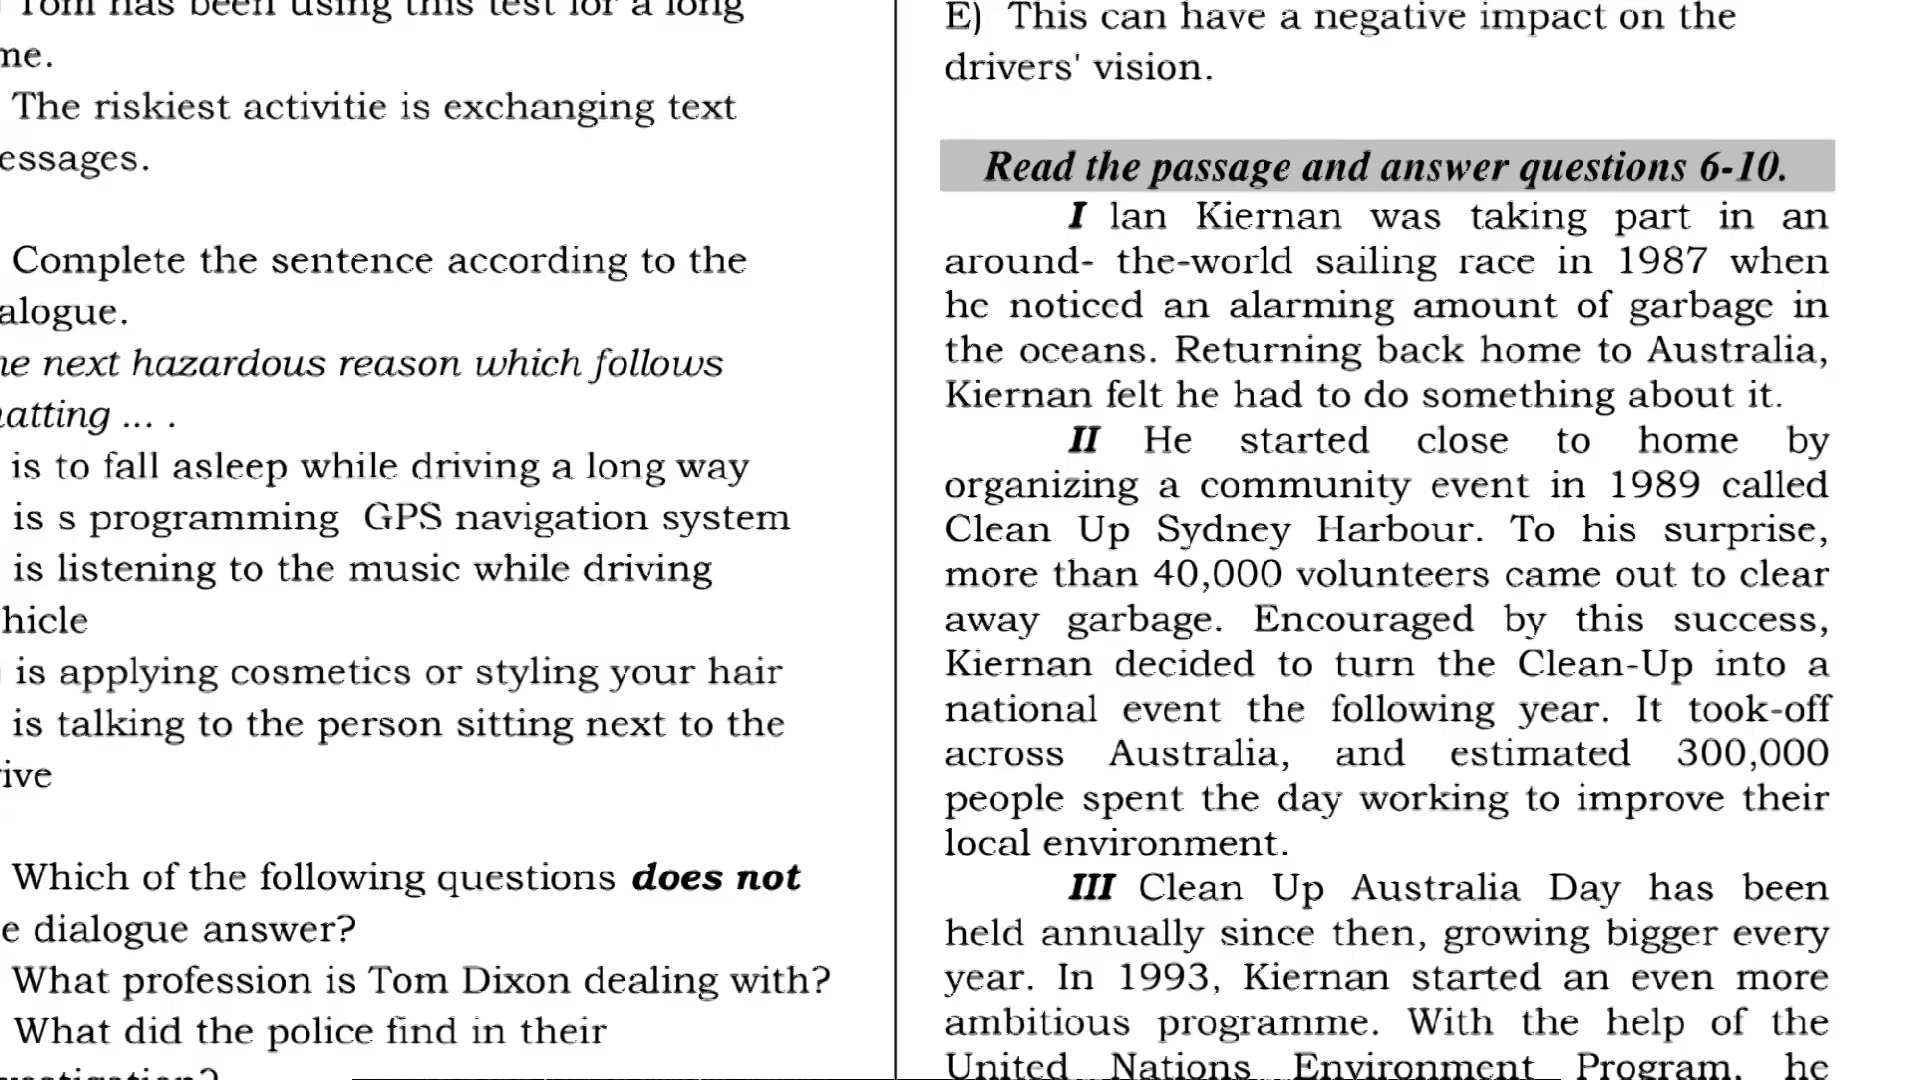 Tom has been using this test for a long
me.
The riskiest activitie is exchanging text
essages.
Complete the sentence according to the
alogue.
he next hazardous reason which follows
hatting ... .
is to fall asleep while driving a long way
is s programming GPS navigation system
is listening to the music while driving
hicle
is applying cosmetics or styling your hair
is talking to the person sitting next to the
rive
Which of the following questions does not
e dialogue answer?
What profession is Tom Dixon dealing with?
What did the police find in their
E) This can have a negative impact on the
drivers' vision.
Read the passage and answer questions 6-10.
I lan Kiernan was taking part in an
around- the-world sailing race in 1987 when
he noticed an alarming amount of garbage in
the oceans. Returning back home to Australia,
Kiernan felt he had to do something about it.
II He started close to home by
organizing a community event in 1989 called
Clean Up Sydney Harbour. To his surprise,
more than 40,000 volunteers came out to clear
away garbage. Encouraged by this success,
Kiernan decided to turn the Clean-Up into a
national event the following year. It took-off
across Australia, and estimated 300,000
people spent the day working to improve their
local environment.
III Clean Up Australia Day has been
held annually since then, growing bigger every
year. In 1993, Kiernan started an even more
ambitious programme. With the help of the
United Nations Environment Program, he